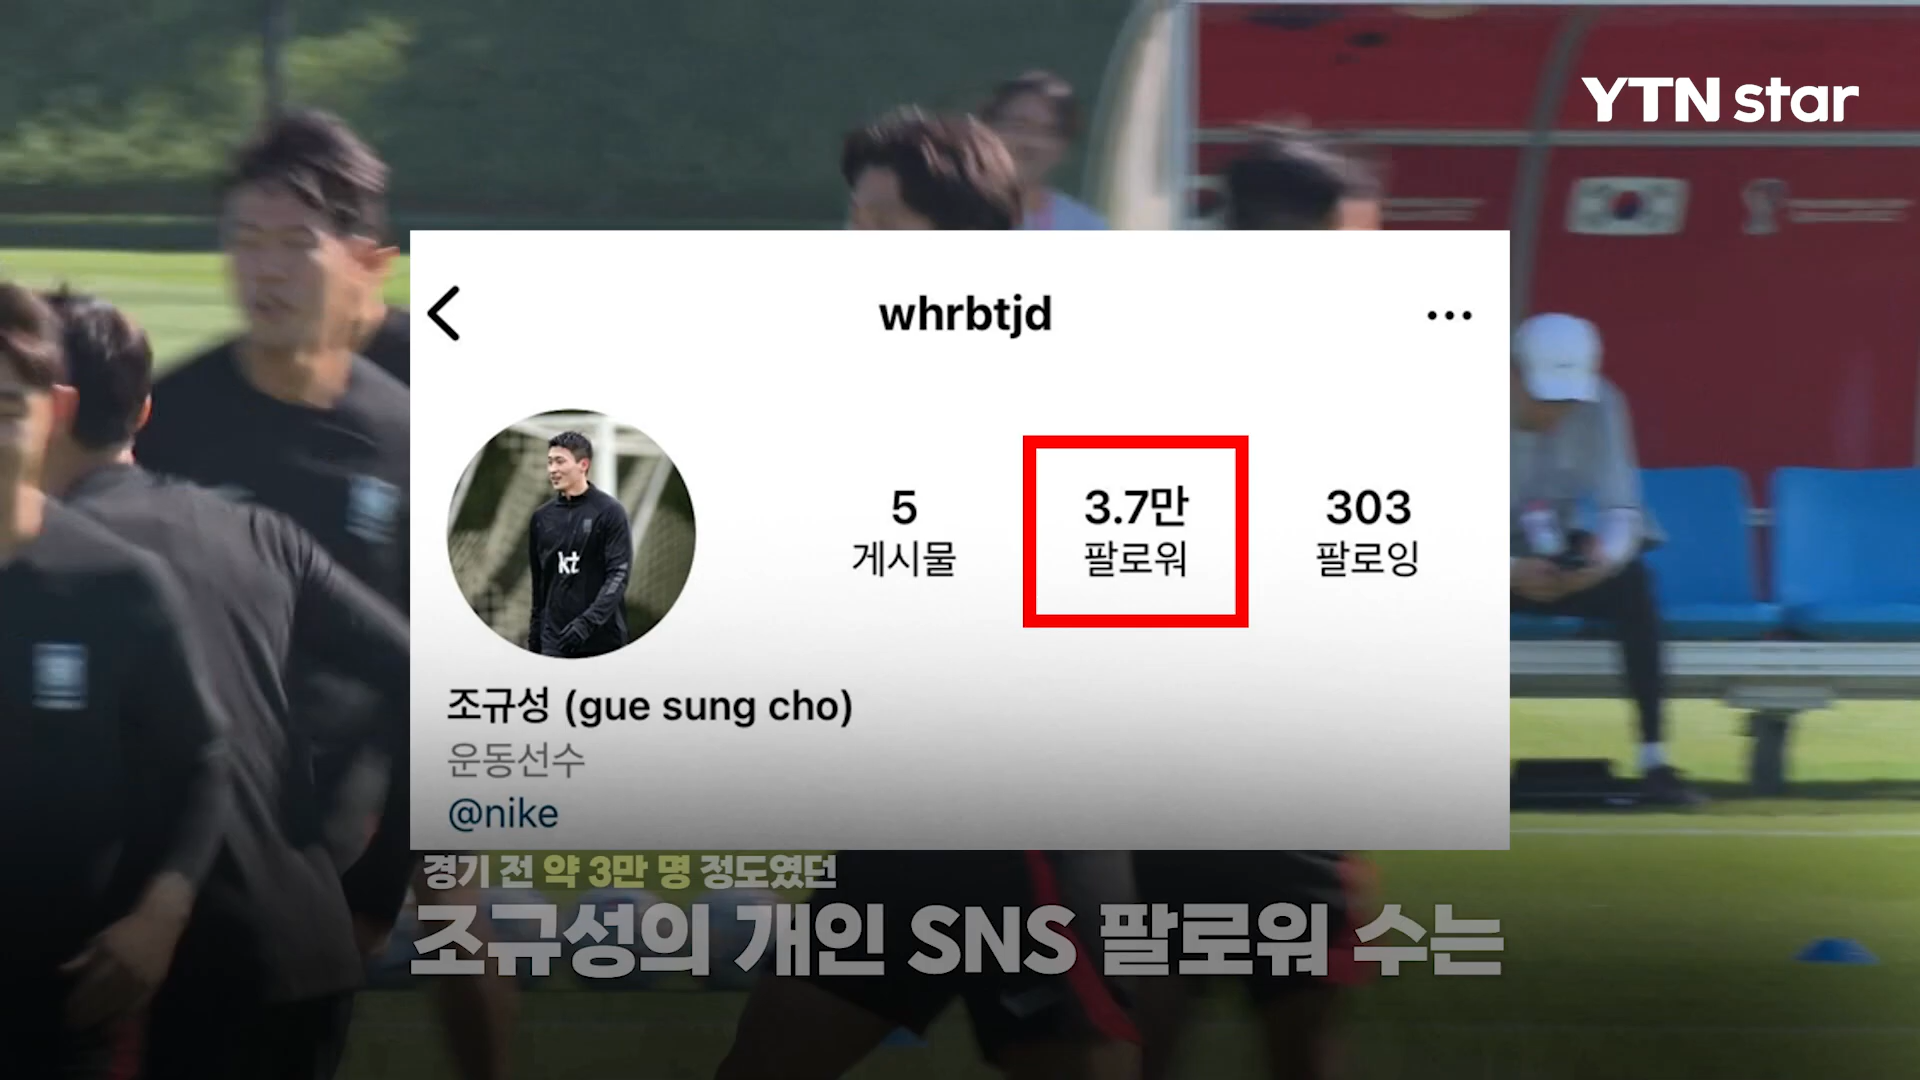 YTN star
whrbtjd
5
게시물
3.7만
팔로워
303
팔로잉
kt
조규성 (gue sung cho)
운동선수
@nike
경기 전 약 3만 명 정도였던
조규성의 개인 SNS 팔로워 수는